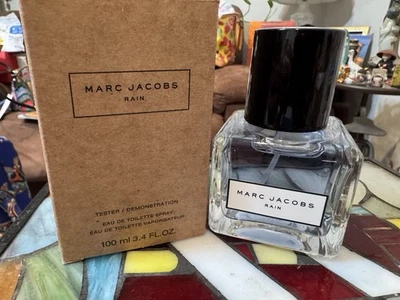 MARC JACOBS
RAIN
TESTER / DEMONSTRATION
EAU DE TOILETTE SPRAY
EAU DE TOILETTE VAPORISATEUR
100 ml 3.4 FL.OZ.
MARC JACOBS
RAIN